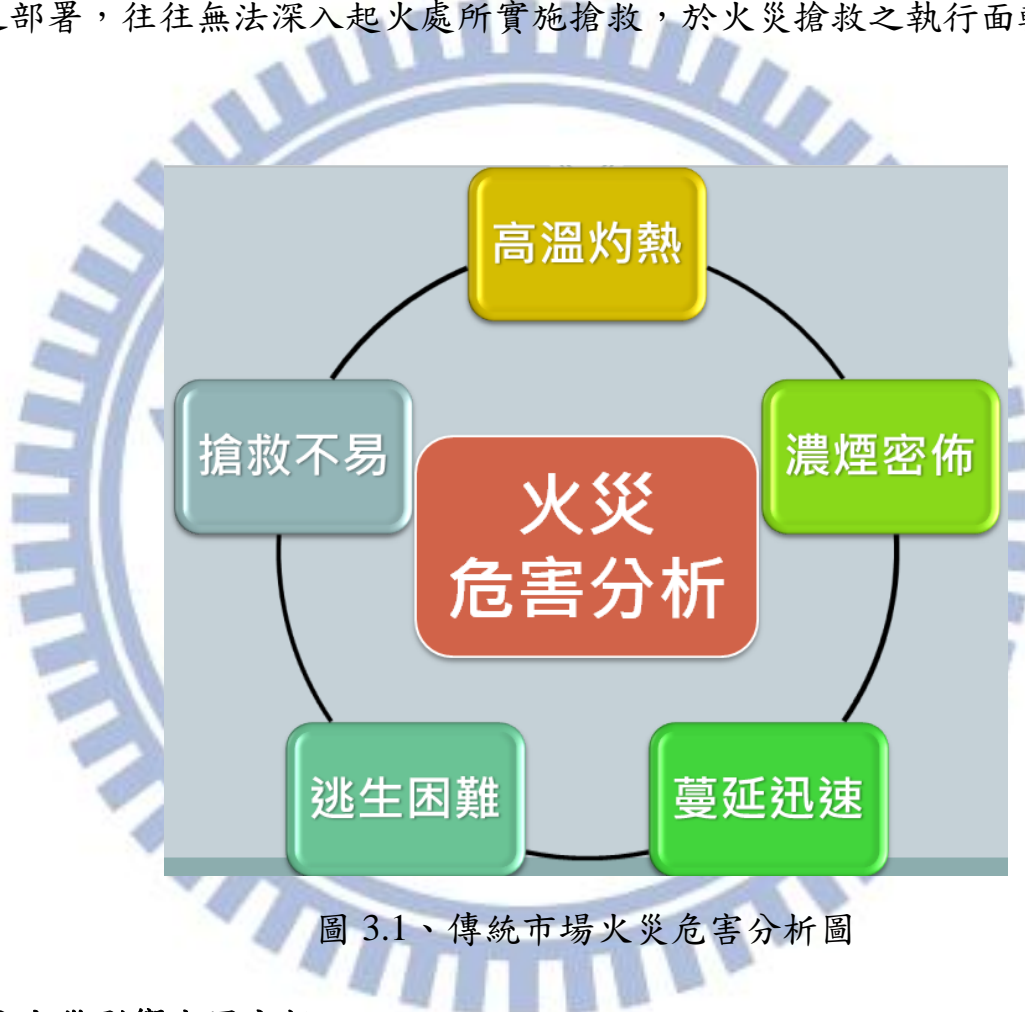 部署，往往無法深入起火處所實施搶救，於火災搶救之執行面
高溫灼熱
濃煙密佈
蔓延迅速
逃生困難
搶救不易
火災
危害分析
圖 3.1、傳統市場火災危害分析圖